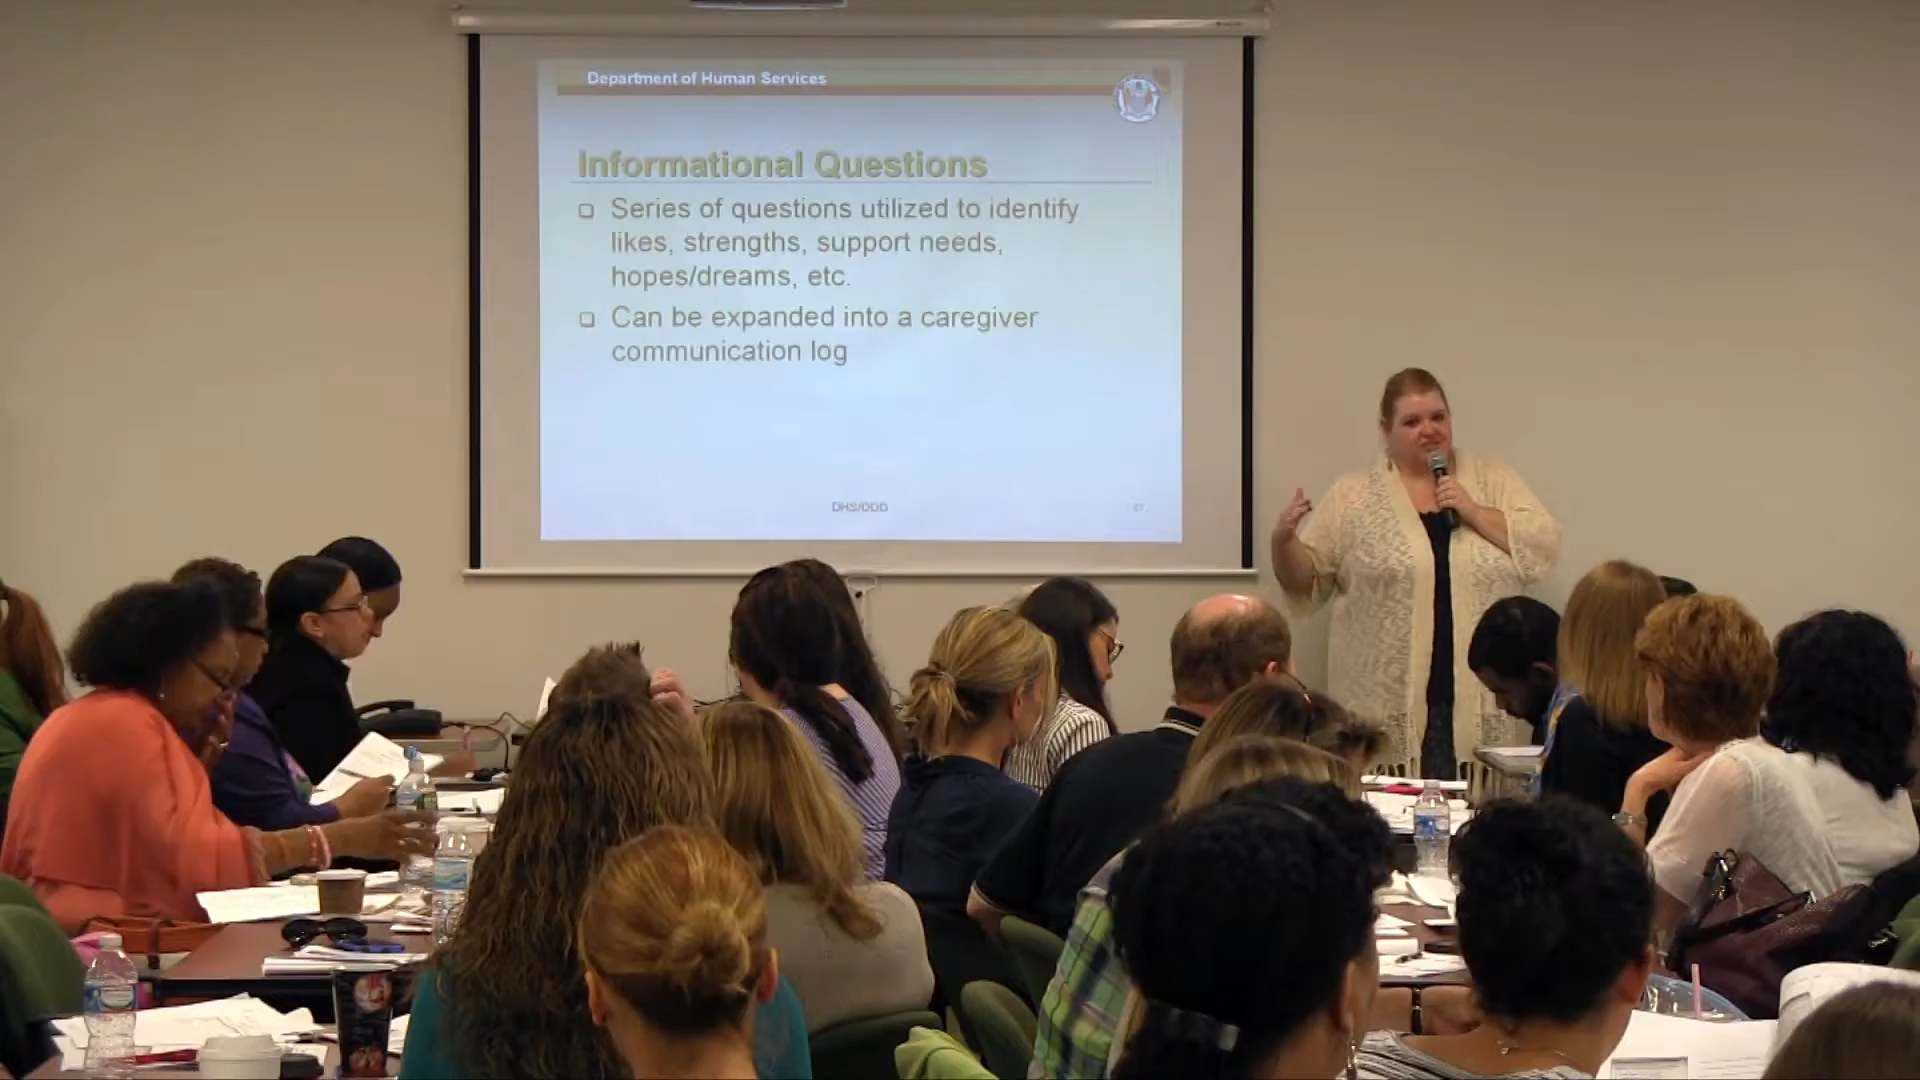 Department of Human Services
Informational Questions
Series of questions utilized to identify
likes, strengths, support needs,
hopes/dreams, etc.
Can be expanded into a caregiver
communication log
DHS/DDD